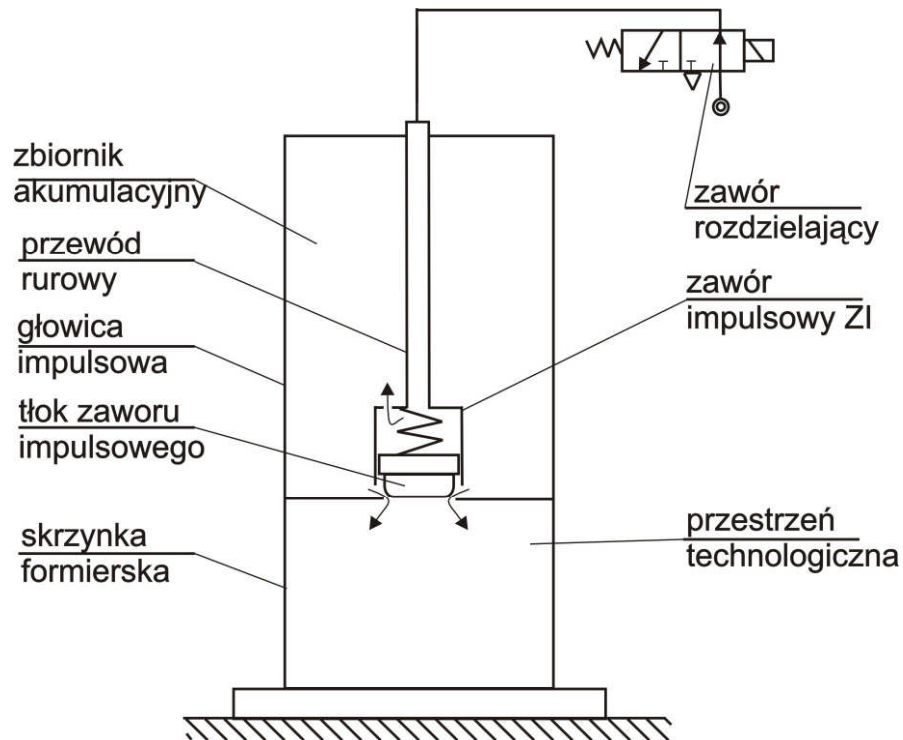 zbiornik
akumulacyjny
przewód
rurowy
głowica
impulsowa
tłok zaworu
impulsowego
skrzynka
formierska
zawór
rozdzielający
zawór
impulsowy ZI
przestrzeń
technologiczna